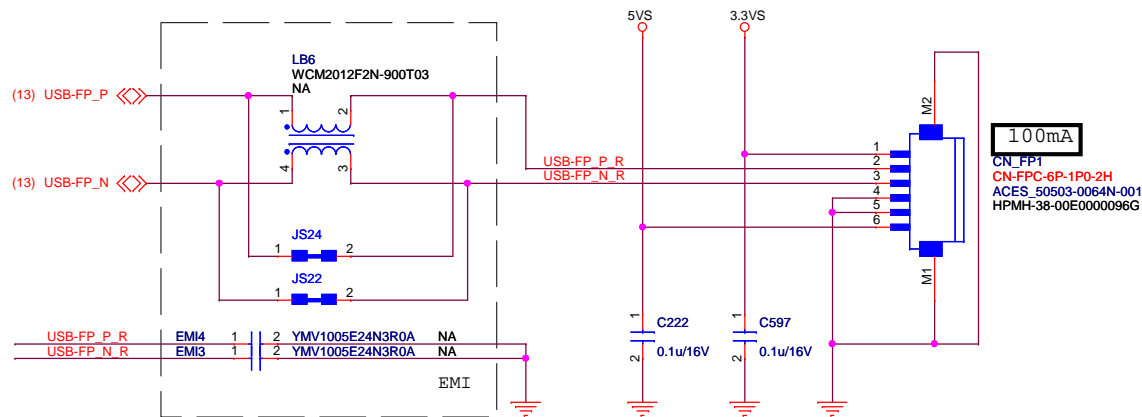 5VS
3.3VS
LB6
WCM2012F2N-900T03
NA
(13) USB-FP_P
1
2
4
3
(13) USB-FP_N
M2
100mA
CN_FP1
CN-FPC-6P-1P0-2H
ACES_50503-0064N-001
HPMH-38-00E0000096G
1
2
3
4
5
6
USB-FP_P_R
USB-FP_N_R
M1
JS24
1
2
JS22
1
2
USB-FP_P_R EMI4 1 2 YMV1005E24N3R0A NA
USB-FP_N_R EMI3 1 2 YMV1005E24N3R0A NA
EMI
1
C222
0.1u/16V
2
1
C597
0.1u/16V
2